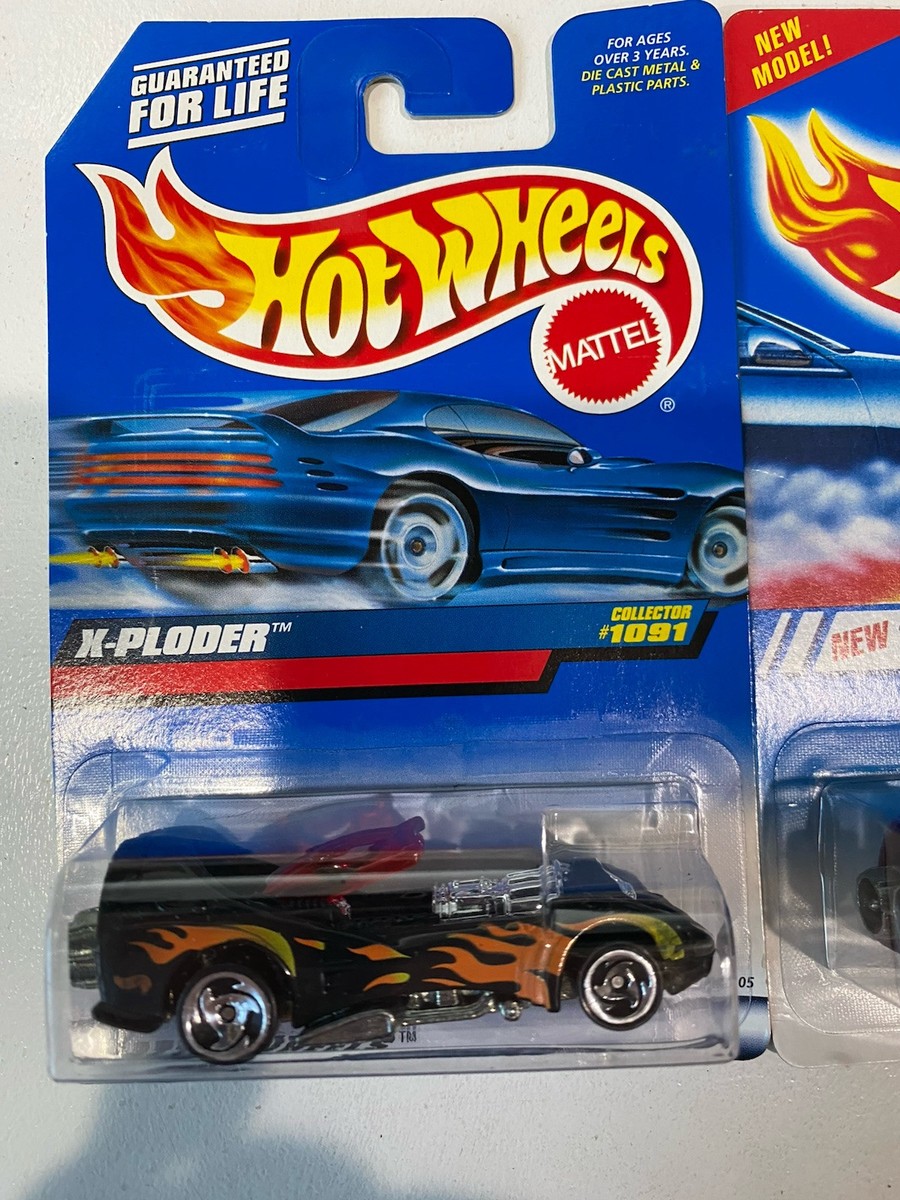 GUARANTEED
FOR LIFE
FOR AGES
OVER 3 YEARS.
DIE CAST METAL &
PLASTIC PARTS.
HOT WHEELS
MATTEL
®
X-PLODER™
COLLECTOR
#1091
05
TM
NEW
MODEL!
NEW